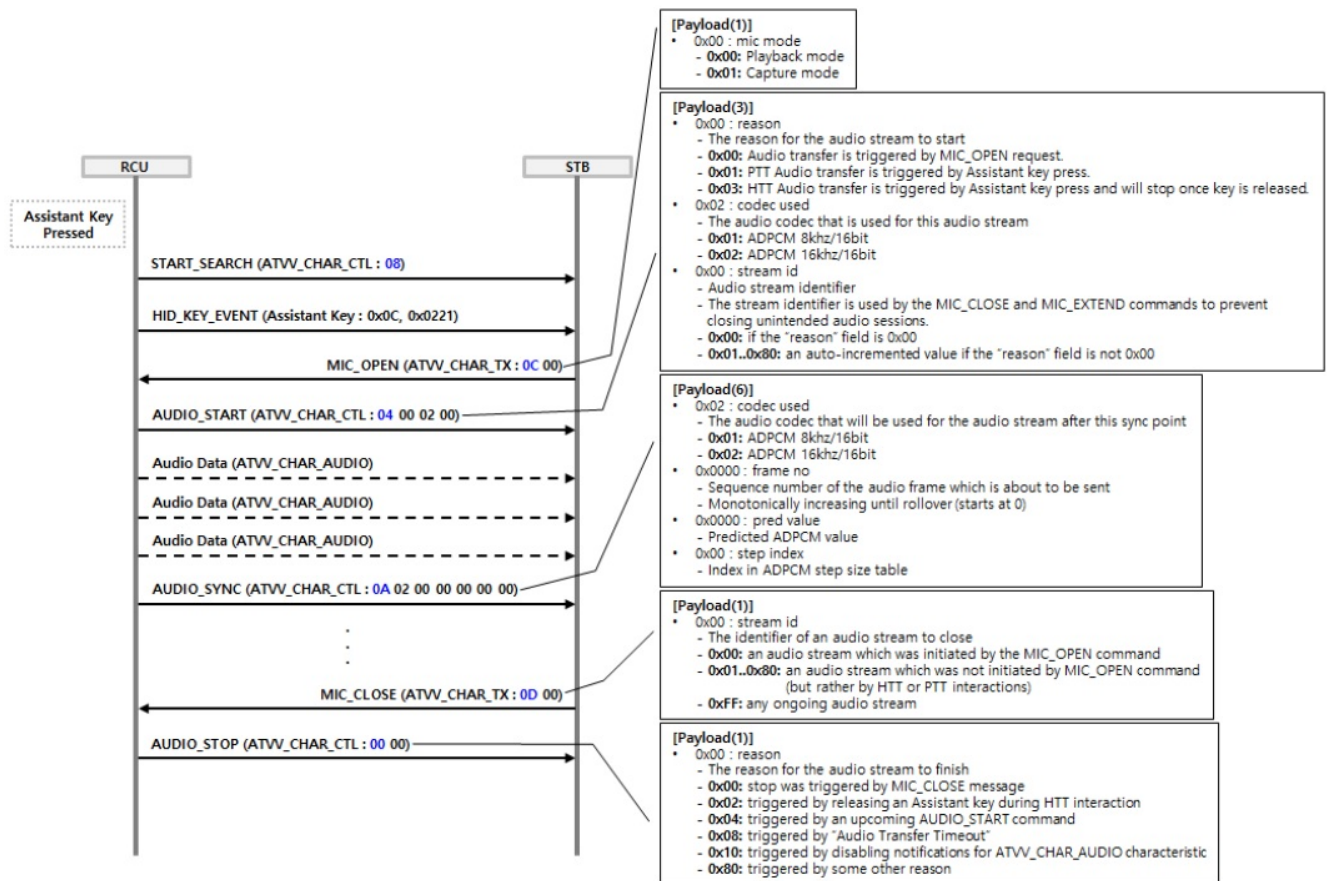 RCU
STB
Assistant Key
Pressed
START_SEARCH (ATVV_CHAR_CTL : 08)
HID_KEY_EVENT (Assistant Key : 0x0C, 0x0221)
MIC_OPEN (ATVV_CHAR_TX : 0C 00)
AUDIO_START (ATVV_CHAR_CTL : 04 00 02 00)
Audio Data (ATVV_CHAR_AUDIO)
Audio Data (ATVV_CHAR_AUDIO)
Audio Data (ATVV_CHAR_AUDIO)
AUDIO_SYNC (ATVV_CHAR_CTL : 0A 02 00 00 00 00 00)
MIC_CLOSE (ATVV_CHAR_TX : 0D 00)
AUDIO_STOP (ATVV_CHAR_CTL : 00 00)
[Payload(1)]
• 0x00 : mic mode
- 0x00: Playback mode
- 0x01: Capture mode
[Payload(3)]
• 0x00 : reason
- The reason for the audio stream to start
- 0x00: Audio transfer is triggered by MIC_OPEN request.
- 0x01: PTT Audio transfer is triggered by Assistant key press.
- 0x03: HTT Audio transfer is triggered by Assistant key press and will stop once key is released.
• 0x02 : codec used
- The audio codec that is used for this audio stream
- 0x01: ADPCM 8khz/16bit
- 0x02: ADPCM 16khz/16bit
• 0x00 : stream id
- Audio stream identifier
- The stream identifier is used by the MIC_CLOSE and MIC_EXTEND commands to prevent
closing unintended audio sessions.
- 0x00: if the "reason" field is 0x00
- 0x01..0x80: an auto-incremented value if the "reason" field is not 0x00
[Payload(6)]
• 0x02 : codec used
- The audio codec that will be used for the audio stream after this sync point
- 0x01: ADPCM 8khz/16bit
- 0x02: ADPCM 16khz/16bit
• 0x0000 : frame no
- Sequence number of the audio frame which is about to be sent
- Monotonically increasing until rollover (starts at 0)
• 0x0000 : pred value
- Predicted ADPCM value
• 0x00 : step index
- Index in ADPCM step size table
[Payload(1)]
• 0x00 : stream id
- The identifier of an audio stream to close
- 0x00: an audio stream which was initiated by the MIC_OPEN command
- 0x01..0x80: an audio stream which was not initiated by MIC_OPEN command
(but rather by HTT or PTT interactions)
- 0xFF: any ongoing audio stream
[Payload(1)]
• 0x00 : reason
- The reason for the audio stream to finish
- 0x00: stop was triggered by MIC_CLOSE message
- 0x02: triggered by releasing an Assistant key during HTT interaction
- 0x04: triggered by an upcoming AUDIO_START command
- 0x08: triggered by "Audio Transfer Timeout"
- 0x10: triggered by disabling notifications for ATVV_CHAR_AUDIO characteristic
- 0x80: triggered by some other reason